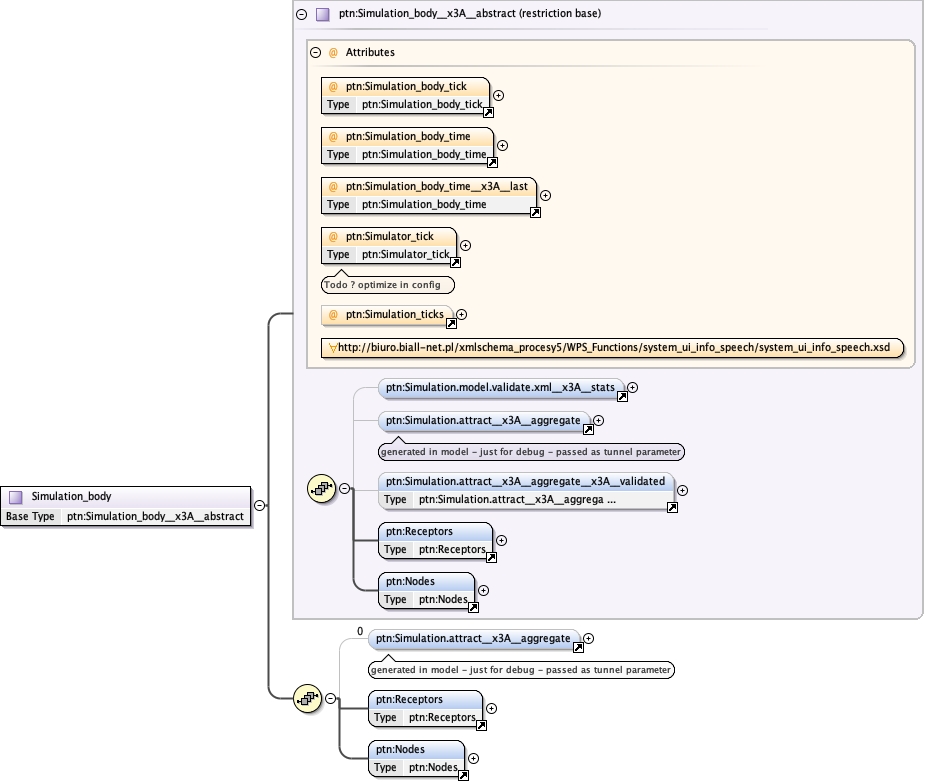 ptn:Simulation_body__x3A__abstract (restriction base)
@ Attributes
@ ptn:Simulation_body_tick
Type ptn:Simulation_body_tick
@ ptn:Simulation_body_time
Type ptn:Simulation_body_time
@ ptn:Simulation_body_time__x3A__last
Type ptn:Simulation_body_time
@ ptn:Simulator_tick
Type ptn:Simulator_tick
Todo ? optimize in config
@ ptn:Simulation_ticks
http://biuro.biall-net.pl/xmlschema_procesy5/WPS_Functions/system_ui_info_speech/system_ui_info_speech.xsd
ptn:Simulation.model.validate.xml__x3A__stats
ptn:Simulation.attract__x3A__aggregate
generated in model - just for debug - passed as tunnel parameter
ptn:Simulation.attract__x3A__aggregate__x3A__validated
Type ptn:Simulation.attract__x3A__aggrega ...
ptn:Receptors
Type ptn:Receptors
ptn:Nodes
Type ptn:Nodes
Simulation_body
Base Type ptn:Simulation_body__x3A__abstract
0
ptn:Simulation.attract__x3A__aggregate
generated in model - just for debug - passed as tunnel parameter
ptn:Receptors
Type ptn:Receptors
ptn:Nodes
Type ptn:Nodes